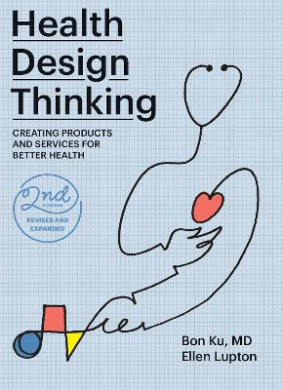 Health
Design
Thinking
CREATING PRODUCTS
AND SERVICES FOR
BETTER HEALTH
2nd
EDITION
REVISED AND
EXPANDED
Bon Ku, MD
Ellen Lupton